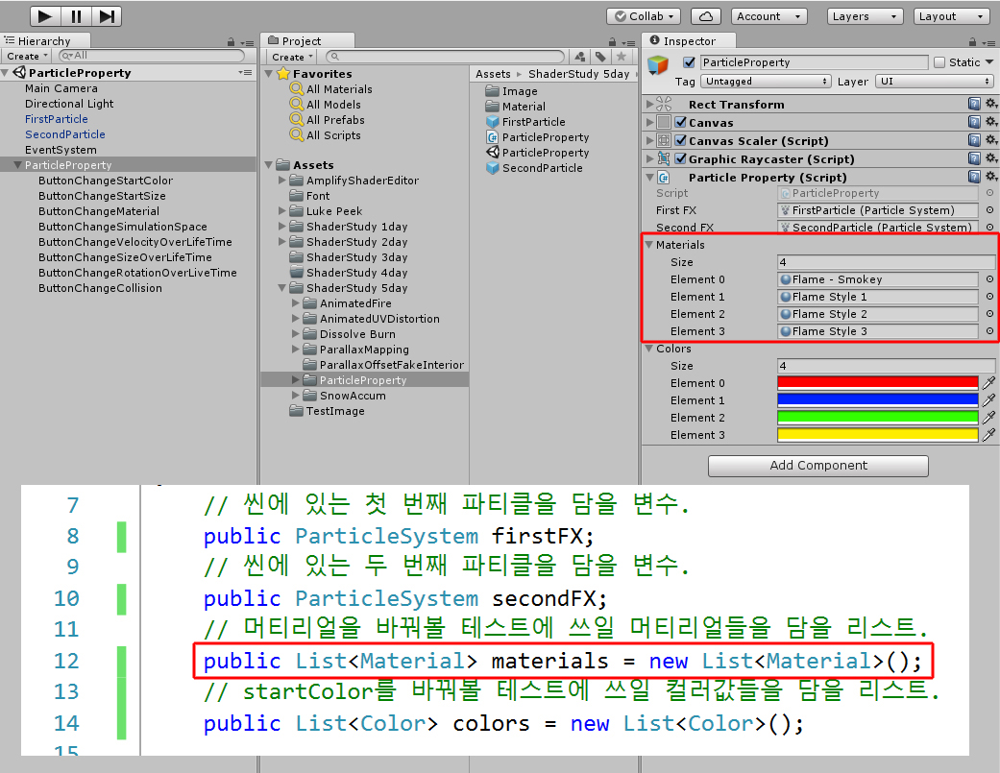 Collab
Account
Layers
Layout
Hierarchy
Create
All
ParticleProperty
Main Camera
Directional Light
FirstParticle
SecondParticle
EventSystem
ParticleProperty
ButtonChangeStartColor
ButtonChangeStartSize
ButtonChangeMaterial
ButtonChangeSimulationSpace
ButtonChangeVelocityOverLifeTime
ButtonChangeSizeOverLifeTime
ButtonChangeRotationOverLiveTime
ButtonChangeCollision
Project
Create
Favorites
All Materials
All Models
All Prefabs
All Scripts
Assets
AmplifyShaderEditor
Font
Luke Peek
ShaderStudy 1day
ShaderStudy 2day
ShaderStudy 3day
ShaderStudy 4day
ShaderStudy 5day
AnimatedFire
AnimatedUVDistortion
Dissolve Burn
ParallaxMapping
ParallaxOffsetFakeInterior
ParticleProperty
SnowAccum
TestImage
Assets ShaderStudy 5day
Image
Material
FirstParticle
ParticleProperty
ParticleProperty
SecondParticle
Inspector
ParticleProperty Static
Tag Untagged Layer UI
Rect Transform
Canvas
Canvas Scaler (Script)
Graphic Raycaster (Script)
Particle Property (Script)
Script ParticleProperty
First FX FirstParticle (Particle System)
Second FX SecondParticle (Particle System)
Materials
Size 4
Element 0 Flame - Smokey
Element 1 Flame Style 1
Element 2 Flame Style 2
Element 3 Flame Style 3
Colors
Size 4
Element 0
Element 1
Element 2
Element 3
Add Component
7 // 씬에 있는 첫 번째 파티클을 담을 변수.
8 public ParticleSystem firstFX;
9 // 씬에 있는 두 번째 파티클을 담을 변수.
10 public ParticleSystem secondFX;
11 // 머티리얼을 바꿔볼 테스트에 쓰일 머티리얼들을 담을 리스트.
12 public List<Material> materials = new List<Material>();
13 // startColor를 바꿔볼 테스트에 쓰일 컬러값들을 담을 리스트.
14 public List<Color> colors = new List<Color>();
15